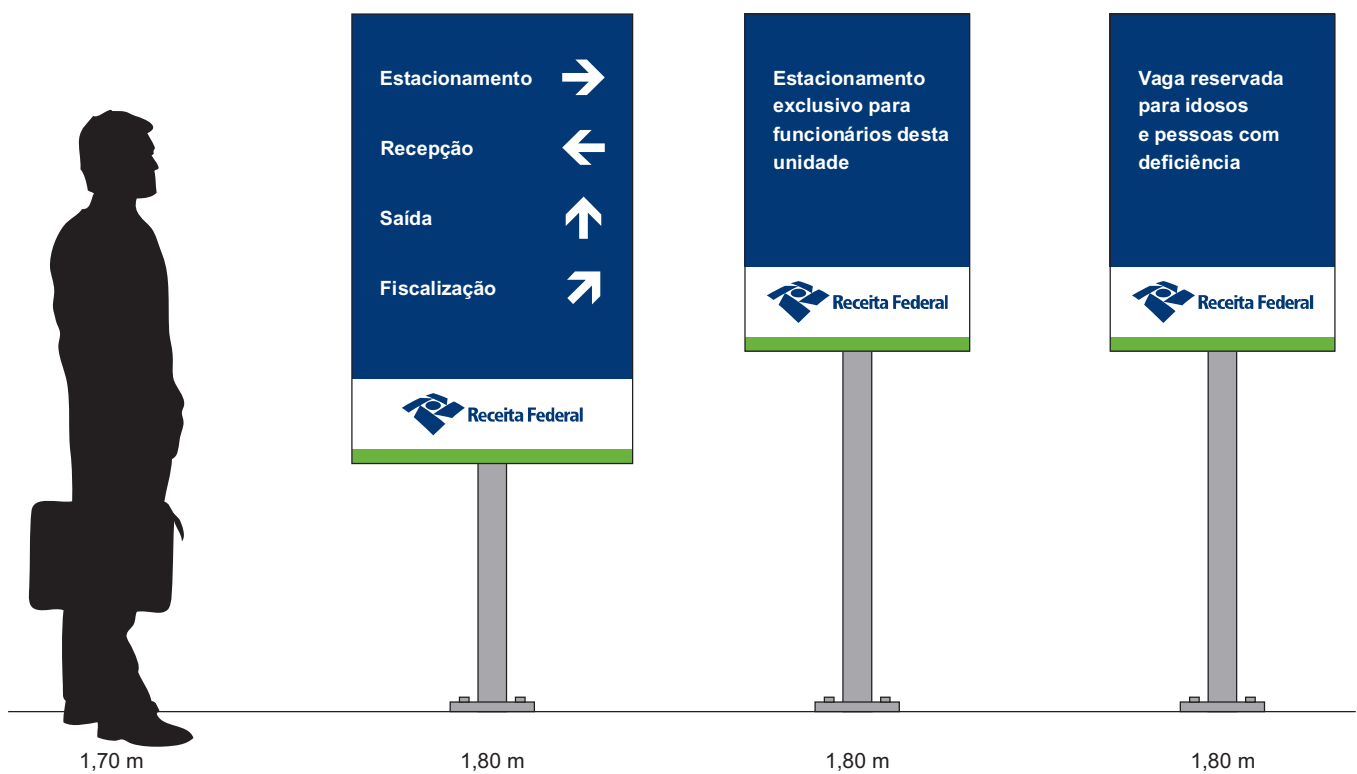 Estacionamento
Recepção
Saída
Fiscalização
Receita Federal
Estacionamento
exclusivo para
funcionários desta
unidade
Receita Federal
Vaga reservada
para idosos
e pessoas com
deficiência
Receita Federal
1,70 m
1,80 m
1,80 m
1,80 m